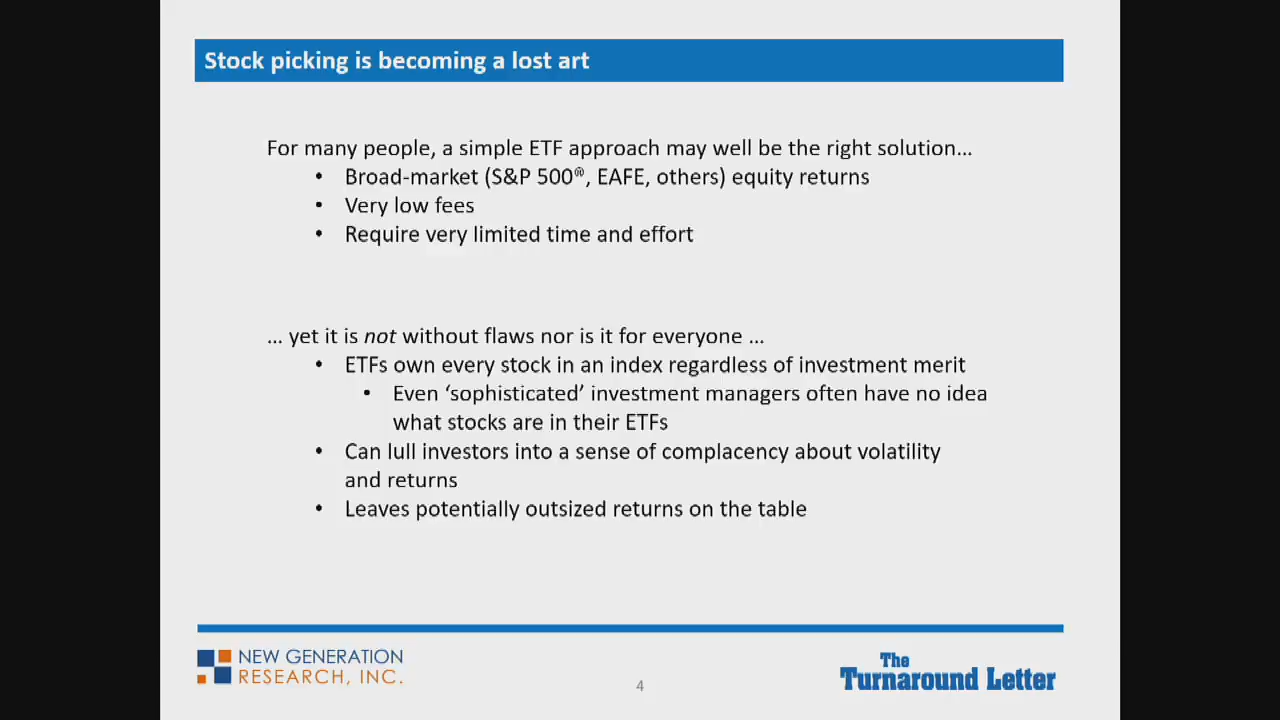 Stock picking is becoming a lost art
For many people, a simple ETF approach may well be the right solution…
• Broad-market (S&P 500®, EAFE, others) equity returns
• Very low fees
• Require very limited time and effort
… yet it is not without flaws nor is it for everyone …
• ETFs own every stock in an index regardless of investment merit
• Even ‘sophisticated’ investment managers often have no idea
what stocks are in their ETFs
• Can lull investors into a sense of complacency about volatility
and returns
• Leaves potentially outsized returns on the table
NEW GENERATION
RESEARCH, INC.
4
The
Turnaround Letter